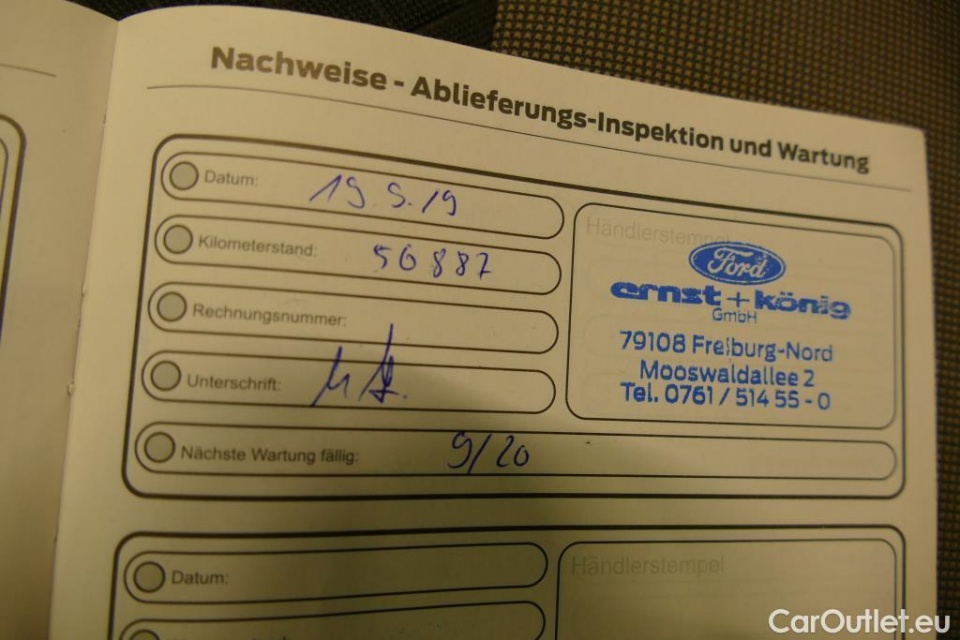 Nachweise - Ablieferungs-Inspektion und Wartung
Datum: 19.9.19
Kilometerstand: 56887
Rechnungsnummer:
Unterschrift:
Nächste Wartung fällig: 9/20
Händlerstempel
Ford
ernst + könig
GmbH
79108 Freiburg-Nord
Mooswaldallee 2
Tel. 0761 / 514 55 - 0
Datum:
Händlerstempel
CarOutlet.eu